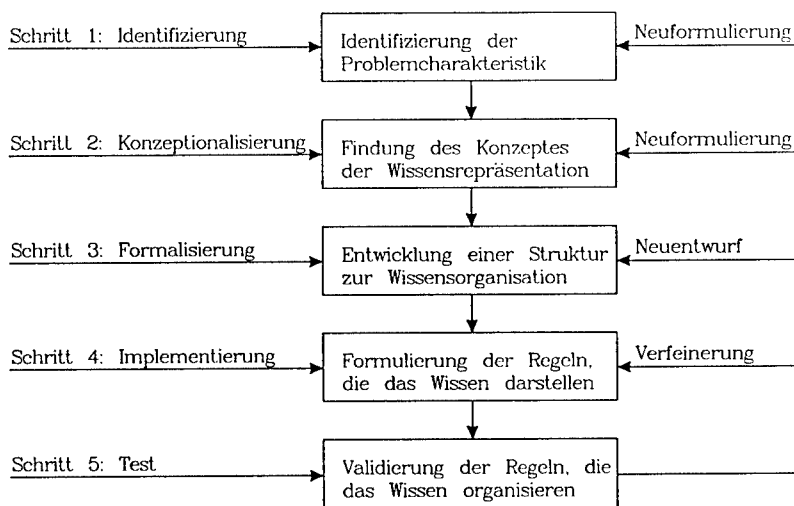 Schritt 1: Identifizierung
Identifizierung der
Problemcharakteristik
Neuformulierung
Schritt 2: Konzeptionalisierung
Findung des Konzeptes
der Wissensrepräsentation
Neuformulierung
Schritt 3: Formalisierung
Entwicklung einer Struktur
zur Wissensorganisation
Neuentwurf
Schritt 4: Implementierung
Formulierung der Regeln,
die das Wissen darstellen
Verfeinerung
Schritt 5: Test
Validierung der Regeln, die
das Wissen organisieren